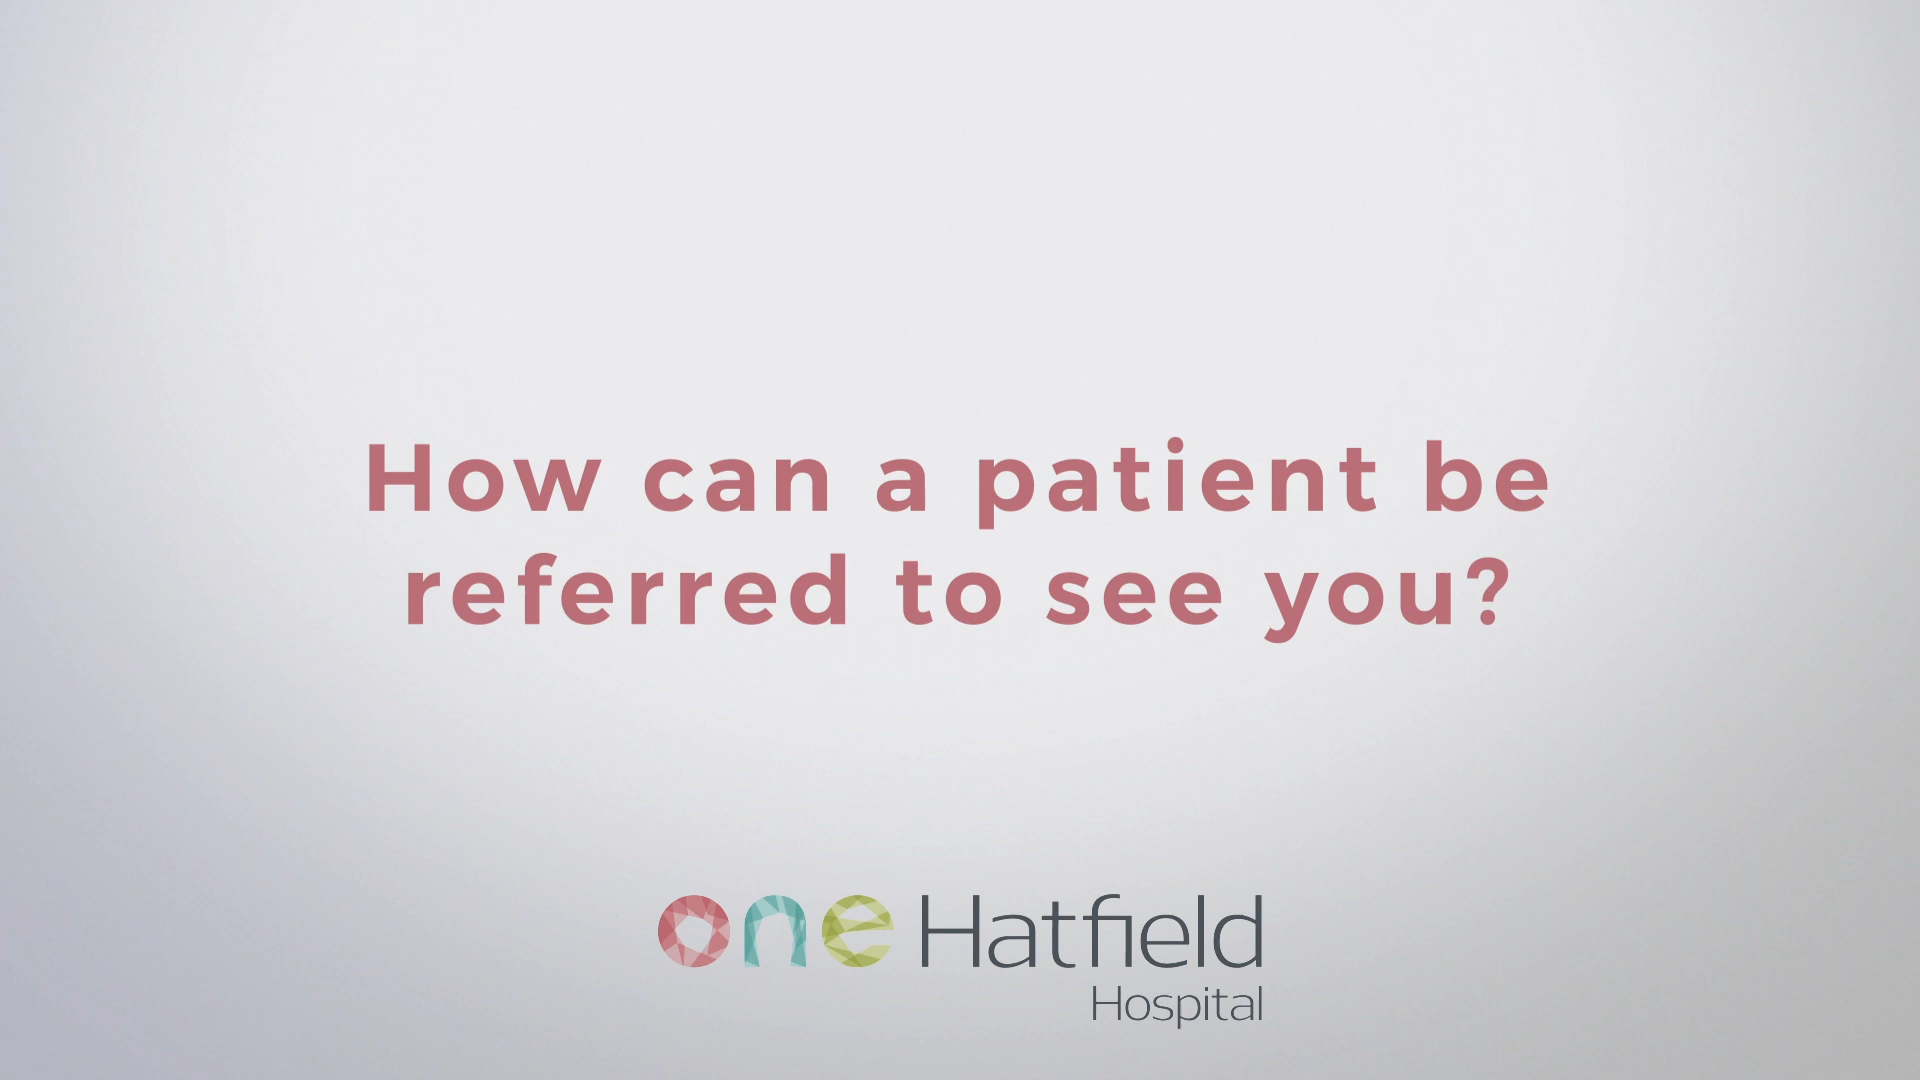 How can a patient be
referred to see you?
one Hatfield
Hospital